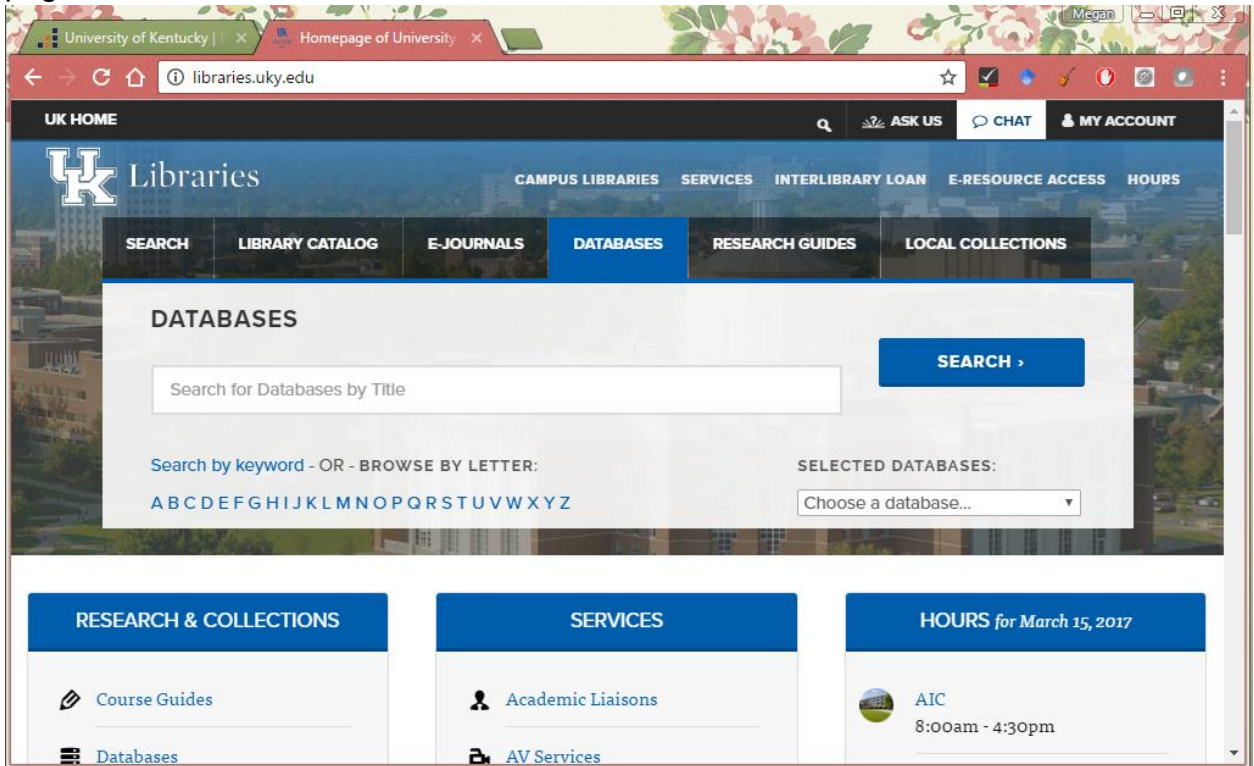 Megan
University of Kentucky |
Homepage of University
libraries.uky.edu
UK HOME
ASK US
CHAT
MY ACCOUNT
UK Libraries
CAMPUS LIBRARIES SERVICES INTERLIBRARY LOAN E-RESOURCE ACCESS HOURS
SEARCH LIBRARY CATALOG E-JOURNALS DATABASES RESEARCH GUIDES LOCAL COLLECTIONS
DATABASES
Search for Databases by Title
SEARCH ›
Search by keyword - OR - BROWSE BY LETTER:
A B C D E F G H I J K L M N O P Q R S T U V W X Y Z
SELECTED DATABASES:
Choose a database...
RESEARCH & COLLECTIONS
Course Guides
Databases
SERVICES
Academic Liaisons
AV Services
HOURS for March 15, 2017
AIC
8:00am - 4:30pm